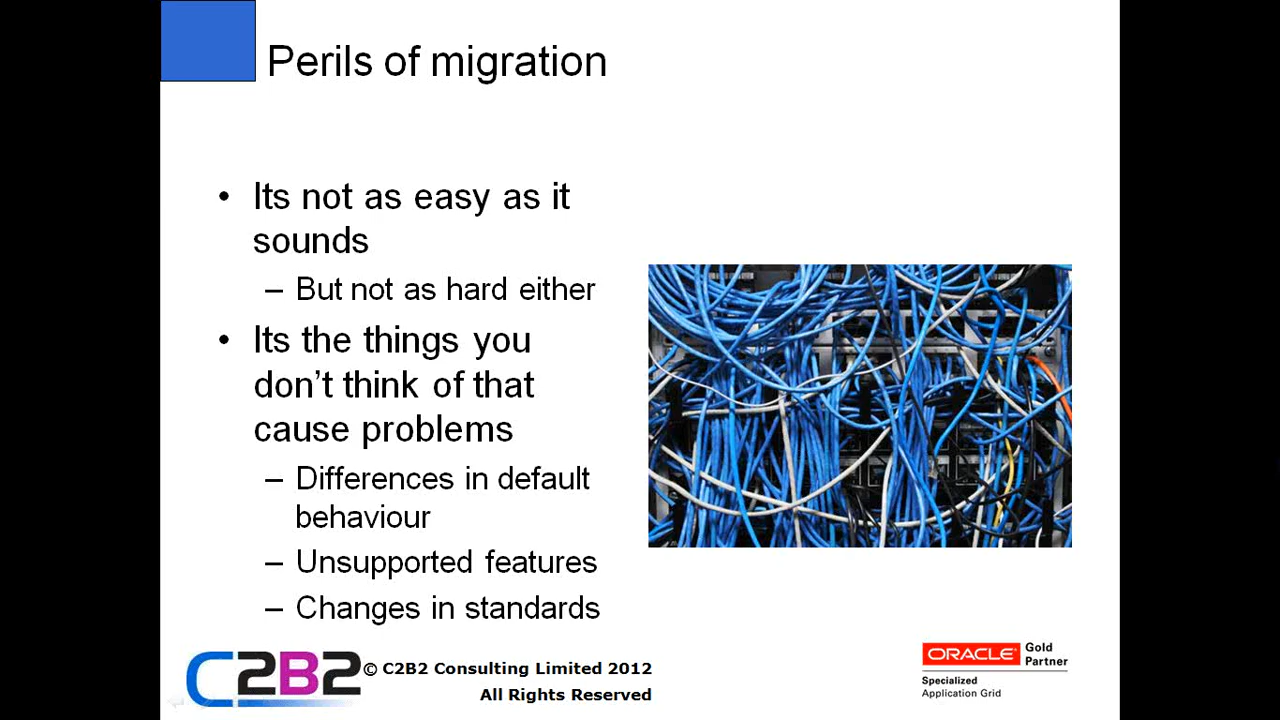 Perils of migration
• Its not as easy as it
sounds
– But not as hard either
• Its the things you
don’t think of that
cause problems
– Differences in default
behaviour
– Unsupported features
– Changes in standards
C2B2
© C2B2 Consulting Limited 2012
All Rights Reserved
ORACLE
Gold
Partner
Specialized
Application Grid